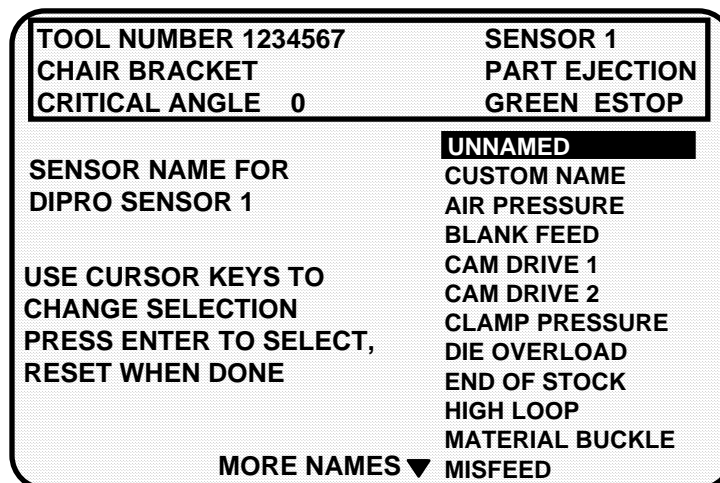 TOOL NUMBER 1234567 SENSOR 1
CHAIR BRACKET PART EJECTION
CRITICAL ANGLE 0 GREEN ESTOP
SENSOR NAME FOR
DIPRO SENSOR 1
USE CURSOR KEYS TO
CHANGE SELECTION
PRESS ENTER TO SELECT,
RESET WHEN DONE
MORE NAMES▼
UNNAMED
CUSTOM NAME
AIR PRESSURE
BLANK FEED
CAM DRIVE 1
CAM DRIVE 2
CLAMP PRESSURE
DIE OVERLOAD
END OF STOCK
HIGH LOOP
MATERIAL BUCKLE
MISFEED